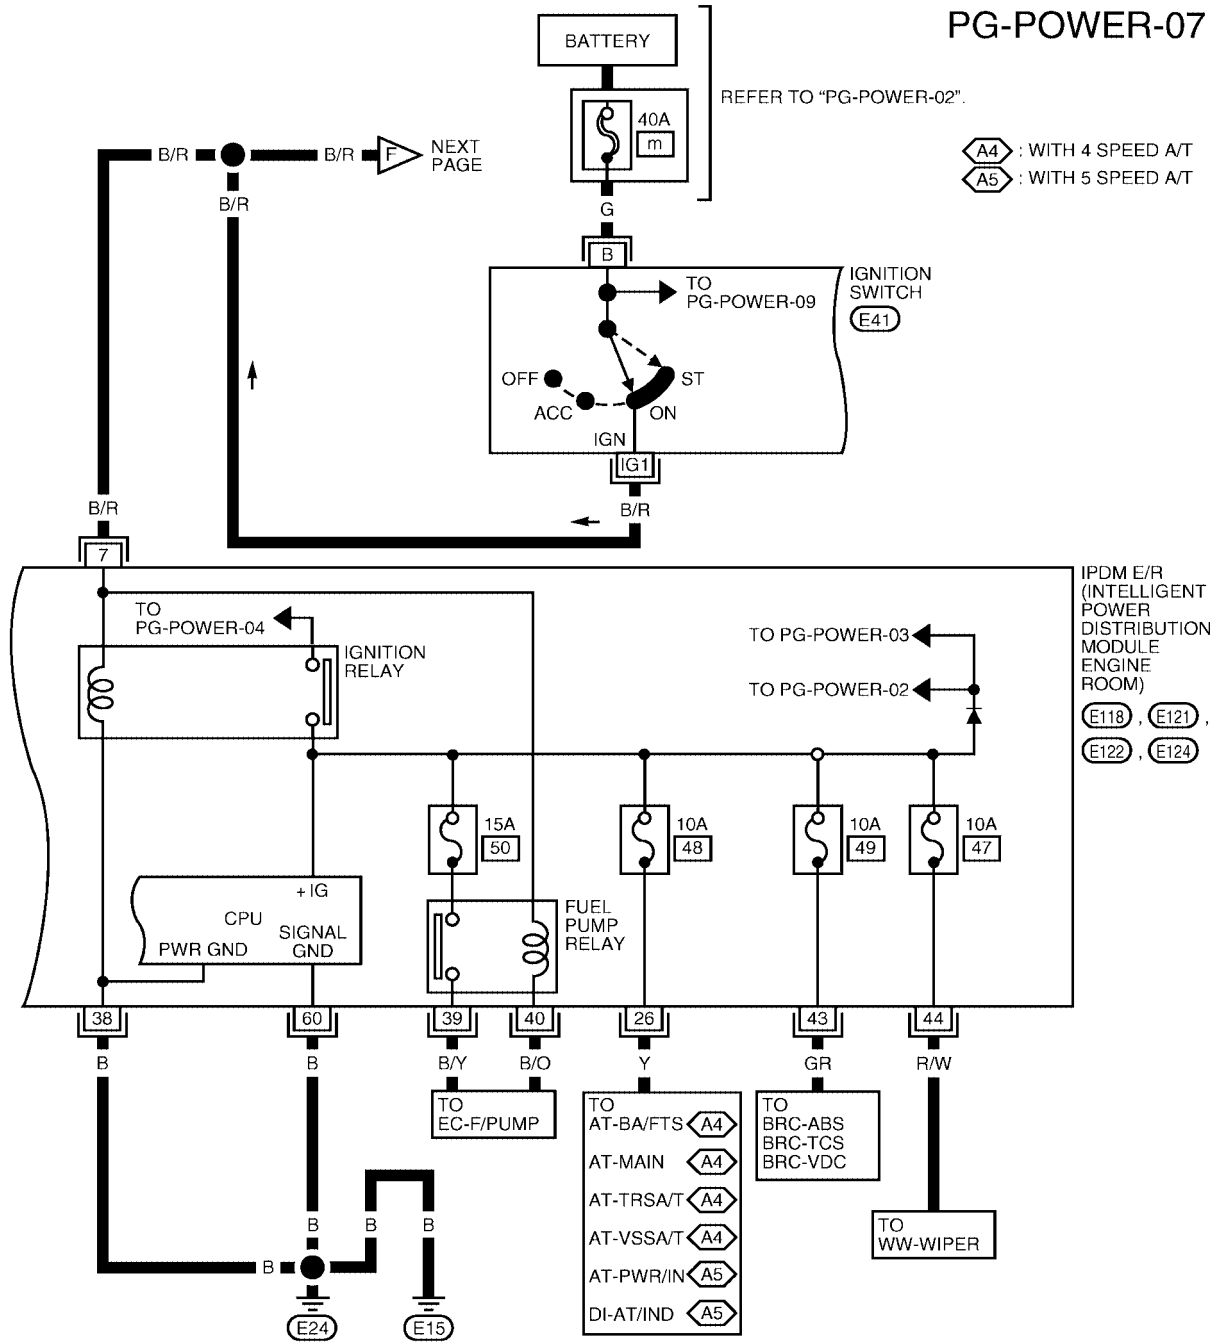 PG-POWER-07
BATTERY
REFER TO “PG-POWER-02”.
40A
m
B/R
B/R
F
NEXT
PAGE
A4 : WITH 4 SPEED A/T
A5 : WITH 5 SPEED A/T
B/R
G
B
IGNITION
SWITCH
E41
TO
PG-POWER-09
OFF
ST
ACC
ON
IGN
IG1
B/R
B/R
7
IPDM E/R
(INTELLIGENT
POWER
DISTRIBUTION
MODULE
ENGINE
ROOM)
E118 , E121 ,
E122 , E124
TO
PG-POWER-04
IGNITION
RELAY
TO PG-POWER-03
TO PG-POWER-02
15A
50
10A
48
10A
49
10A
47
+IG
CPU
SIGNAL
GND
PWR GND
FUEL
PUMP
RELAY
38
60
39
40
26
43
44
B
B
B/Y
B/O
Y
GR
R/W
TO
EC-F/PUMP
TO
AT-BA/FTS A4
AT-MAIN A4
AT-TRSA/T A4
AT-VSSA/T A4
AT-PWR/IN A5
DI-AT/IND A5
TO
BRC-ABS
BRC-TCS
BRC-VDC
TO
WW-WIPER
B
B
B
B
E24
E15